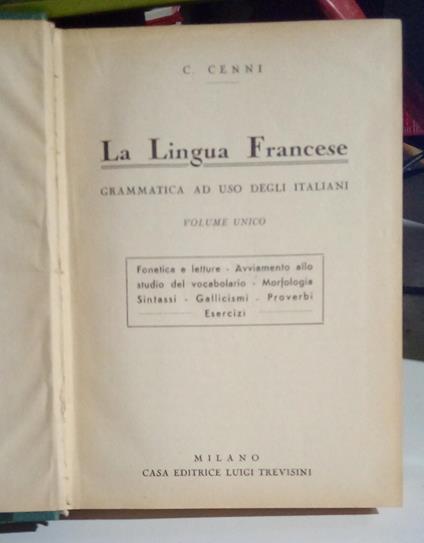 C. CENNI
La Lingua Francese
GRAMMATICA AD USO DEGLI ITALIANI
VOLUME UNICO
Fonetica e letture - Avviamento allo
studio del vocabolario - Morfologia
Sintassi - Gallicismi - Proverbi
Esercizi
MILANO
CASA EDITRICE LUIGI TREVISINI